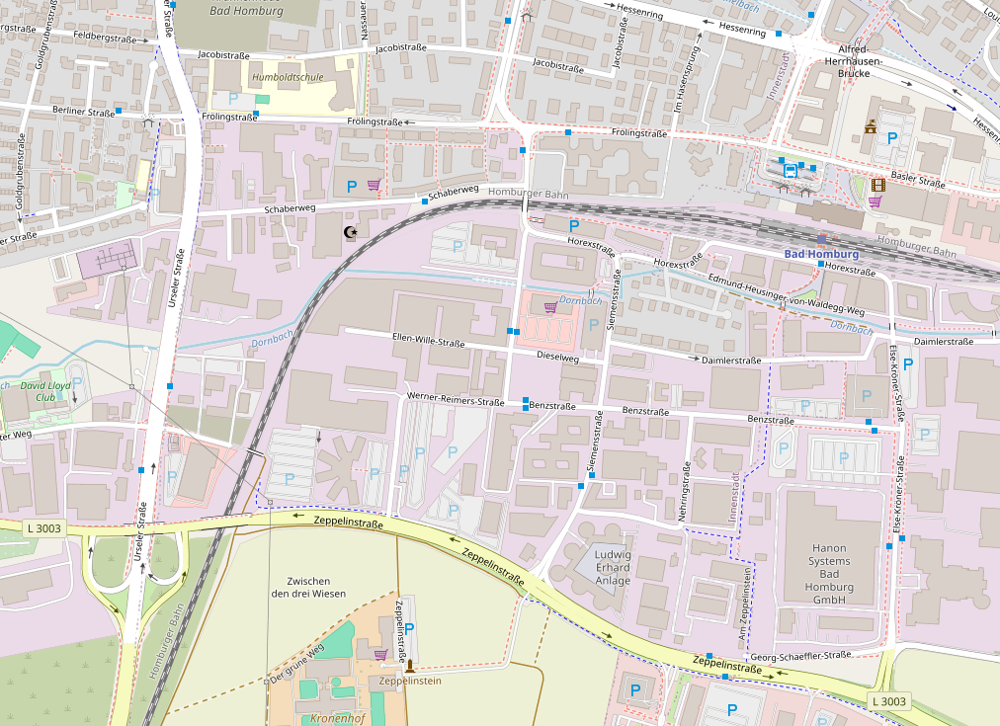 Bad Homburg
Goldgrubenstraße
Feldbergstraße
Jacobistraße
Jacobistraße
Hessenring
Hessenring
Jacobistraße
Jacobistraße
Alfred-
Herrhausen-
Brücke
Innenstadt
Im Hasensprung
Humboldtschule
P
Berliner Straße
Frölingstraße
Frölingstraße
Frölingstraße
P
Basler Straße
Goldgrubenstraße
P
P
Schaberweg
Schaberweg
Homburger Bahn
P
Horexstraße
Horexstraße
Bad Homburg
Horexstraße
Homburger Bahn
P
Urseler Straße
Siemensstraße
Edmund-Heusinger-von-Waldegg-Weg
Dornbach
Dornbach
Dornbach
P
Ellen-Wille-Straße
Dieselweg
Daimlerstraße
Daimlerstraße
David Lloyd
Club
P
P
Else-Kröner-Straße
Werner-Reimers-Straße
Benzstraße
Benzstraße
Benzstraße
P
P
P
ter Weg
Siemensstraße
P
P
P
P
P
P
P
P
P
Nehringstraße
Innenstadt
Else-Kröner-Straße
L 3003
Urseler Straße
Zeppelinstraße
Zeppelinstraße
Ludwig
Erhard
Anlage
Hanon
Systems
Bad
Homburg
GmbH
Zwischen
den drei Wiesen
Homburger Bahn
Zeppelinstraße
P
Am Zeppelinstein
Der grune Weg
Zeppelinstein
Kronenhof
Georg-Schaeffler-Straße
Zeppelinstraße
P
P
P
L 3003